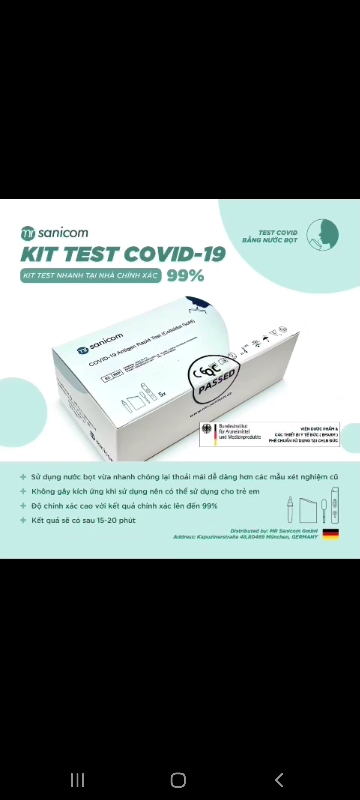 mr sanicom
KIT TEST COVID-19
KIT TEST NHANH TẠI NHÀ CHÍNH XÁC 99%
TEST COVID
BẰNG NƯỚC BỌT
mr sanicom
COVID-19 Antigen Rapid Test (Colloidal Gold)
5x
QC
PASSED
Bundesinstitut
für Arzneimittel
und Medizinprodukte
VIỆN DƯỢC PHẨM &
CÁC THIẾT BỊ Y TẾ ĐỨC (BfArM)
PHÊ CHUẨN SỬ DỤNG TẠI CHLB ĐỨC
Sử dụng nước bọt vừa nhanh chóng lại thoải mái dễ dàng hơn các mẫu xét nghiệm cũ
Không gây kích ứng khi sử dụng nên có thể sử dụng cho trẻ em
Độ chính xác cao với kết quả chính xác lên đến 99%
Kết quả sẽ có sau 15-20 phút
Distributed by: MR Sanicom GmbH
Address: Kapuzinerstraße 49,80469 München, GERMANY